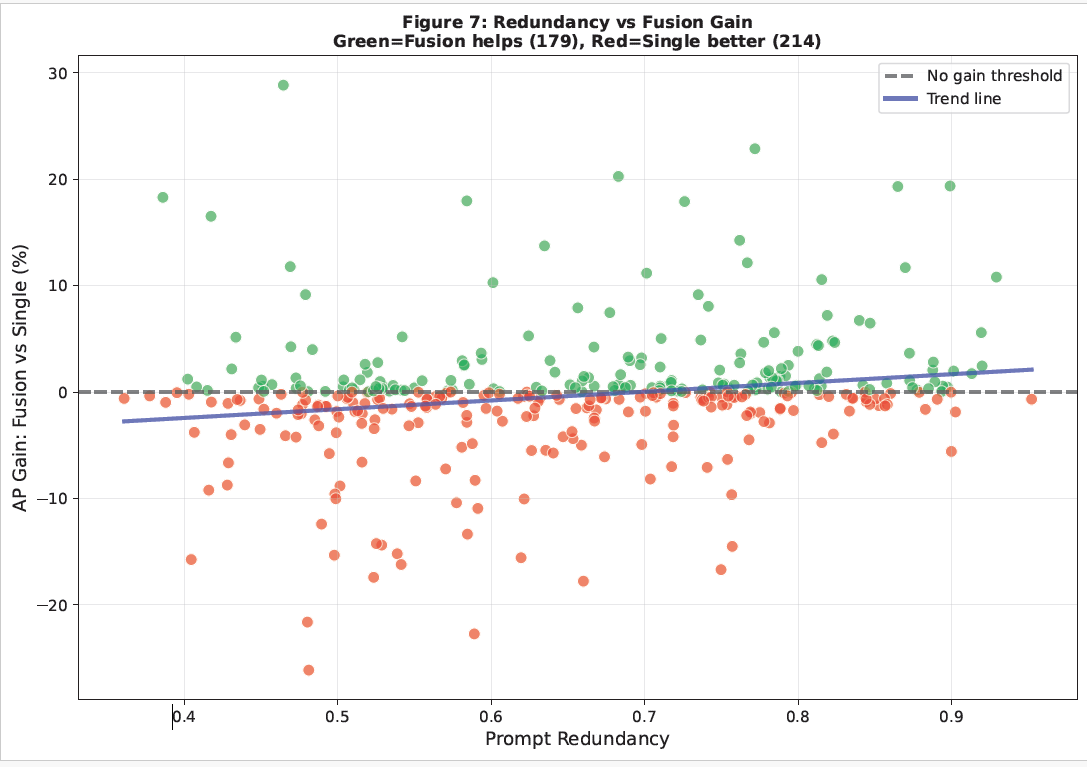 Figure 7: Redundancy vs Fusion Gain
Green=Fusion helps (179), Red=Single better (214)
No gain threshold
Trend line
AP Gain: Fusion vs Single (%)
30
20
10
0
−10
−20
0.4
0.5
0.6
0.7
0.8
0.9
Prompt Redundancy